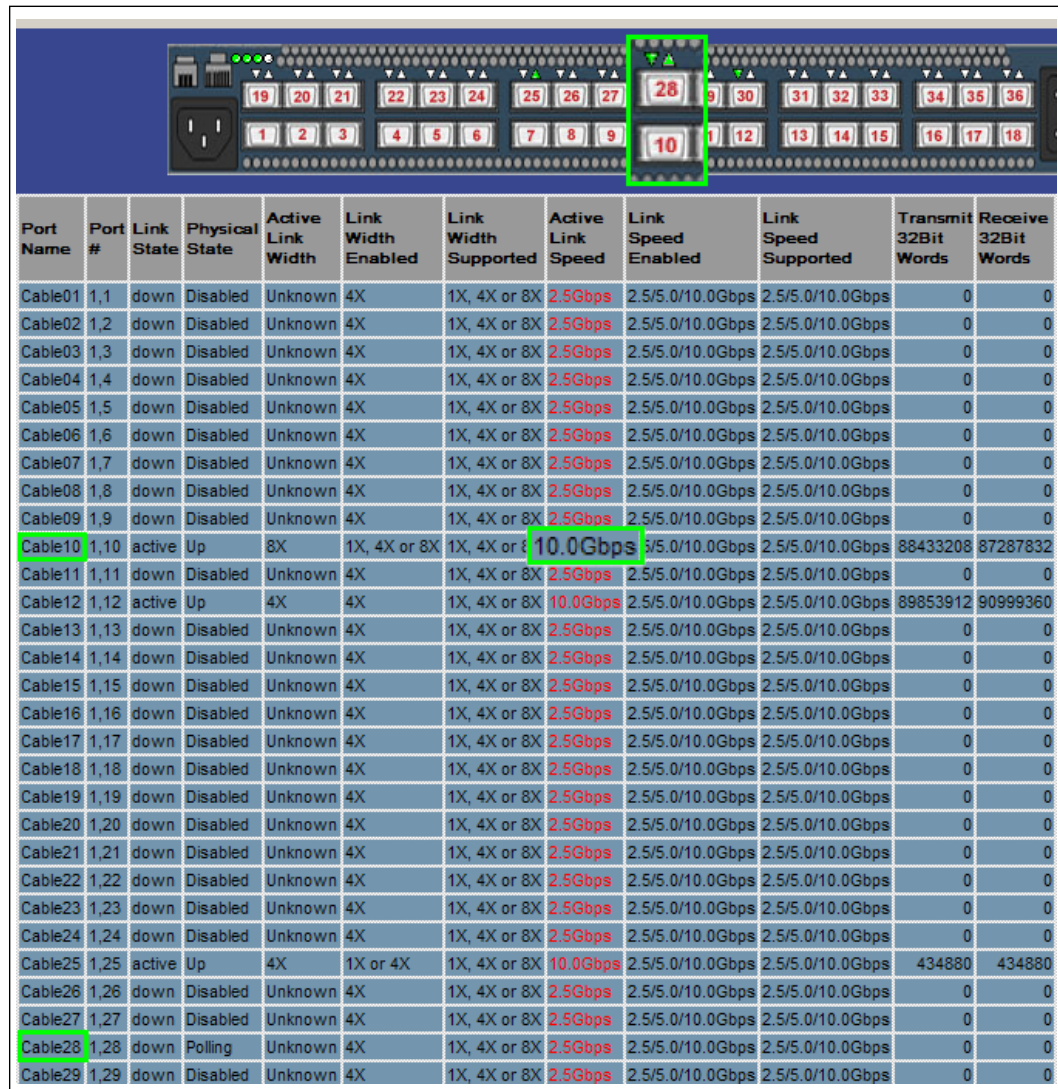 19 20 21 22 23 24 25 26 27 28 30 31 32 33 34 35 36
1 2 3 4 5 6 7 8 9 10 12 13 14 15 16 17 18
Port Name Port # Link State Physical State Active Link Width Link Width Enabled Link Width Supported Active Link Speed Link Speed Enabled Link Speed Supported Transmit 32Bit Words Receive 32Bit Words
Cable01 1,1 down Disabled Unknown 4X 1X, 4X or 8X 2.5Gbps 2.5/5.0/10.0Gbps 2.5/5.0/10.0Gbps 0 0
Cable02 1,2 down Disabled Unknown 4X 1X, 4X or 8X 2.5Gbps 2.5/5.0/10.0Gbps 2.5/5.0/10.0Gbps 0 0
Cable03 1,3 down Disabled Unknown 4X 1X, 4X or 8X 2.5Gbps 2.5/5.0/10.0Gbps 2.5/5.0/10.0Gbps 0 0
Cable04 1,4 down Disabled Unknown 4X 1X, 4X or 8X 2.5Gbps 2.5/5.0/10.0Gbps 2.5/5.0/10.0Gbps 0 0
Cable05 1,5 down Disabled Unknown 4X 1X, 4X or 8X 2.5Gbps 2.5/5.0/10.0Gbps 2.5/5.0/10.0Gbps 0 0
Cable06 1,6 down Disabled Unknown 4X 1X, 4X or 8X 2.5Gbps 2.5/5.0/10.0Gbps 2.5/5.0/10.0Gbps 0 0
Cable07 1,7 down Disabled Unknown 4X 1X, 4X or 8X 2.5Gbps 2.5/5.0/10.0Gbps 2.5/5.0/10.0Gbps 0 0
Cable08 1,8 down Disabled Unknown 4X 1X, 4X or 8X 2.5Gbps 2.5/5.0/10.0Gbps 2.5/5.0/10.0Gbps 0 0
Cable09 1,9 down Disabled Unknown 4X 1X, 4X or 8X 2.5Gbps 2.5/5.0/10.0Gbps 2.5/5.0/10.0Gbps 0 0
Cable10 1,10 active Up 8X 1X, 4X or 8X 1X, 4X or 10.0Gbps 5/5.0/10.0Gbps 2.5/5.0/10.0Gbps 88433208 87287832
Cable11 1,11 down Disabled Unknown 4X 1X, 4X or 8X 2.5Gbps 2.5/5.0/10.0Gbps 2.5/5.0/10.0Gbps 0 0
Cable12 1,12 active Up 4X 4X 1X, 4X or 8X 10.0Gbps 2.5/5.0/10.0Gbps 2.5/5.0/10.0Gbps 89853912 90999360
Cable13 1,13 down Disabled Unknown 4X 1X, 4X or 8X 2.5Gbps 2.5/5.0/10.0Gbps 2.5/5.0/10.0Gbps 0 0
Cable14 1,14 down Disabled Unknown 4X 1X, 4X or 8X 2.5Gbps 2.5/5.0/10.0Gbps 2.5/5.0/10.0Gbps 0 0
Cable15 1,15 down Disabled Unknown 4X 1X, 4X or 8X 2.5Gbps 2.5/5.0/10.0Gbps 2.5/5.0/10.0Gbps 0 0
Cable16 1,16 down Disabled Unknown 4X 1X, 4X or 8X 2.5Gbps 2.5/5.0/10.0Gbps 2.5/5.0/10.0Gbps 0 0
Cable17 1,17 down Disabled Unknown 4X 1X, 4X or 8X 2.5Gbps 2.5/5.0/10.0Gbps 2.5/5.0/10.0Gbps 0 0
Cable18 1,18 down Disabled Unknown 4X 1X, 4X or 8X 2.5Gbps 2.5/5.0/10.0Gbps 2.5/5.0/10.0Gbps 0 0
Cable19 1,19 down Disabled Unknown 4X 1X, 4X or 8X 2.5Gbps 2.5/5.0/10.0Gbps 2.5/5.0/10.0Gbps 0 0
Cable20 1,20 down Disabled Unknown 4X 1X, 4X or 8X 2.5Gbps 2.5/5.0/10.0Gbps 2.5/5.0/10.0Gbps 0 0
Cable21 1,21 down Disabled Unknown 4X 1X, 4X or 8X 2.5Gbps 2.5/5.0/10.0Gbps 2.5/5.0/10.0Gbps 0 0
Cable22 1,22 down Disabled Unknown 4X 1X, 4X or 8X 2.5Gbps 2.5/5.0/10.0Gbps 2.5/5.0/10.0Gbps 0 0
Cable23 1,23 down Disabled Unknown 4X 1X, 4X or 8X 2.5Gbps 2.5/5.0/10.0Gbps 2.5/5.0/10.0Gbps 0 0
Cable24 1,24 down Disabled Unknown 4X 1X, 4X or 8X 2.5Gbps 2.5/5.0/10.0Gbps 2.5/5.0/10.0Gbps 0 0
Cable25 1,25 active Up 4X 1X or 4X 1X, 4X or 8X 10.0Gbps 2.5/5.0/10.0Gbps 2.5/5.0/10.0Gbps 434880 434880
Cable26 1,26 down Disabled Unknown 4X 1X, 4X or 8X 2.5Gbps 2.5/5.0/10.0Gbps 2.5/5.0/10.0Gbps 0 0
Cable27 1,27 down Disabled Unknown 4X 1X, 4X or 8X 2.5Gbps 2.5/5.0/10.0Gbps 2.5/5.0/10.0Gbps 0 0
Cable28 1,28 down Polling Unknown 4X 1X, 4X or 8X 2.5Gbps 2.5/5.0/10.0Gbps 2.5/5.0/10.0Gbps 0 0
Cable29 1,29 down Disabled Unknown 4X 1X, 4X or 8X 2.5Gbps 2.5/5.0/10.0Gbps 2.5/5.0/10.0Gbps 0 0